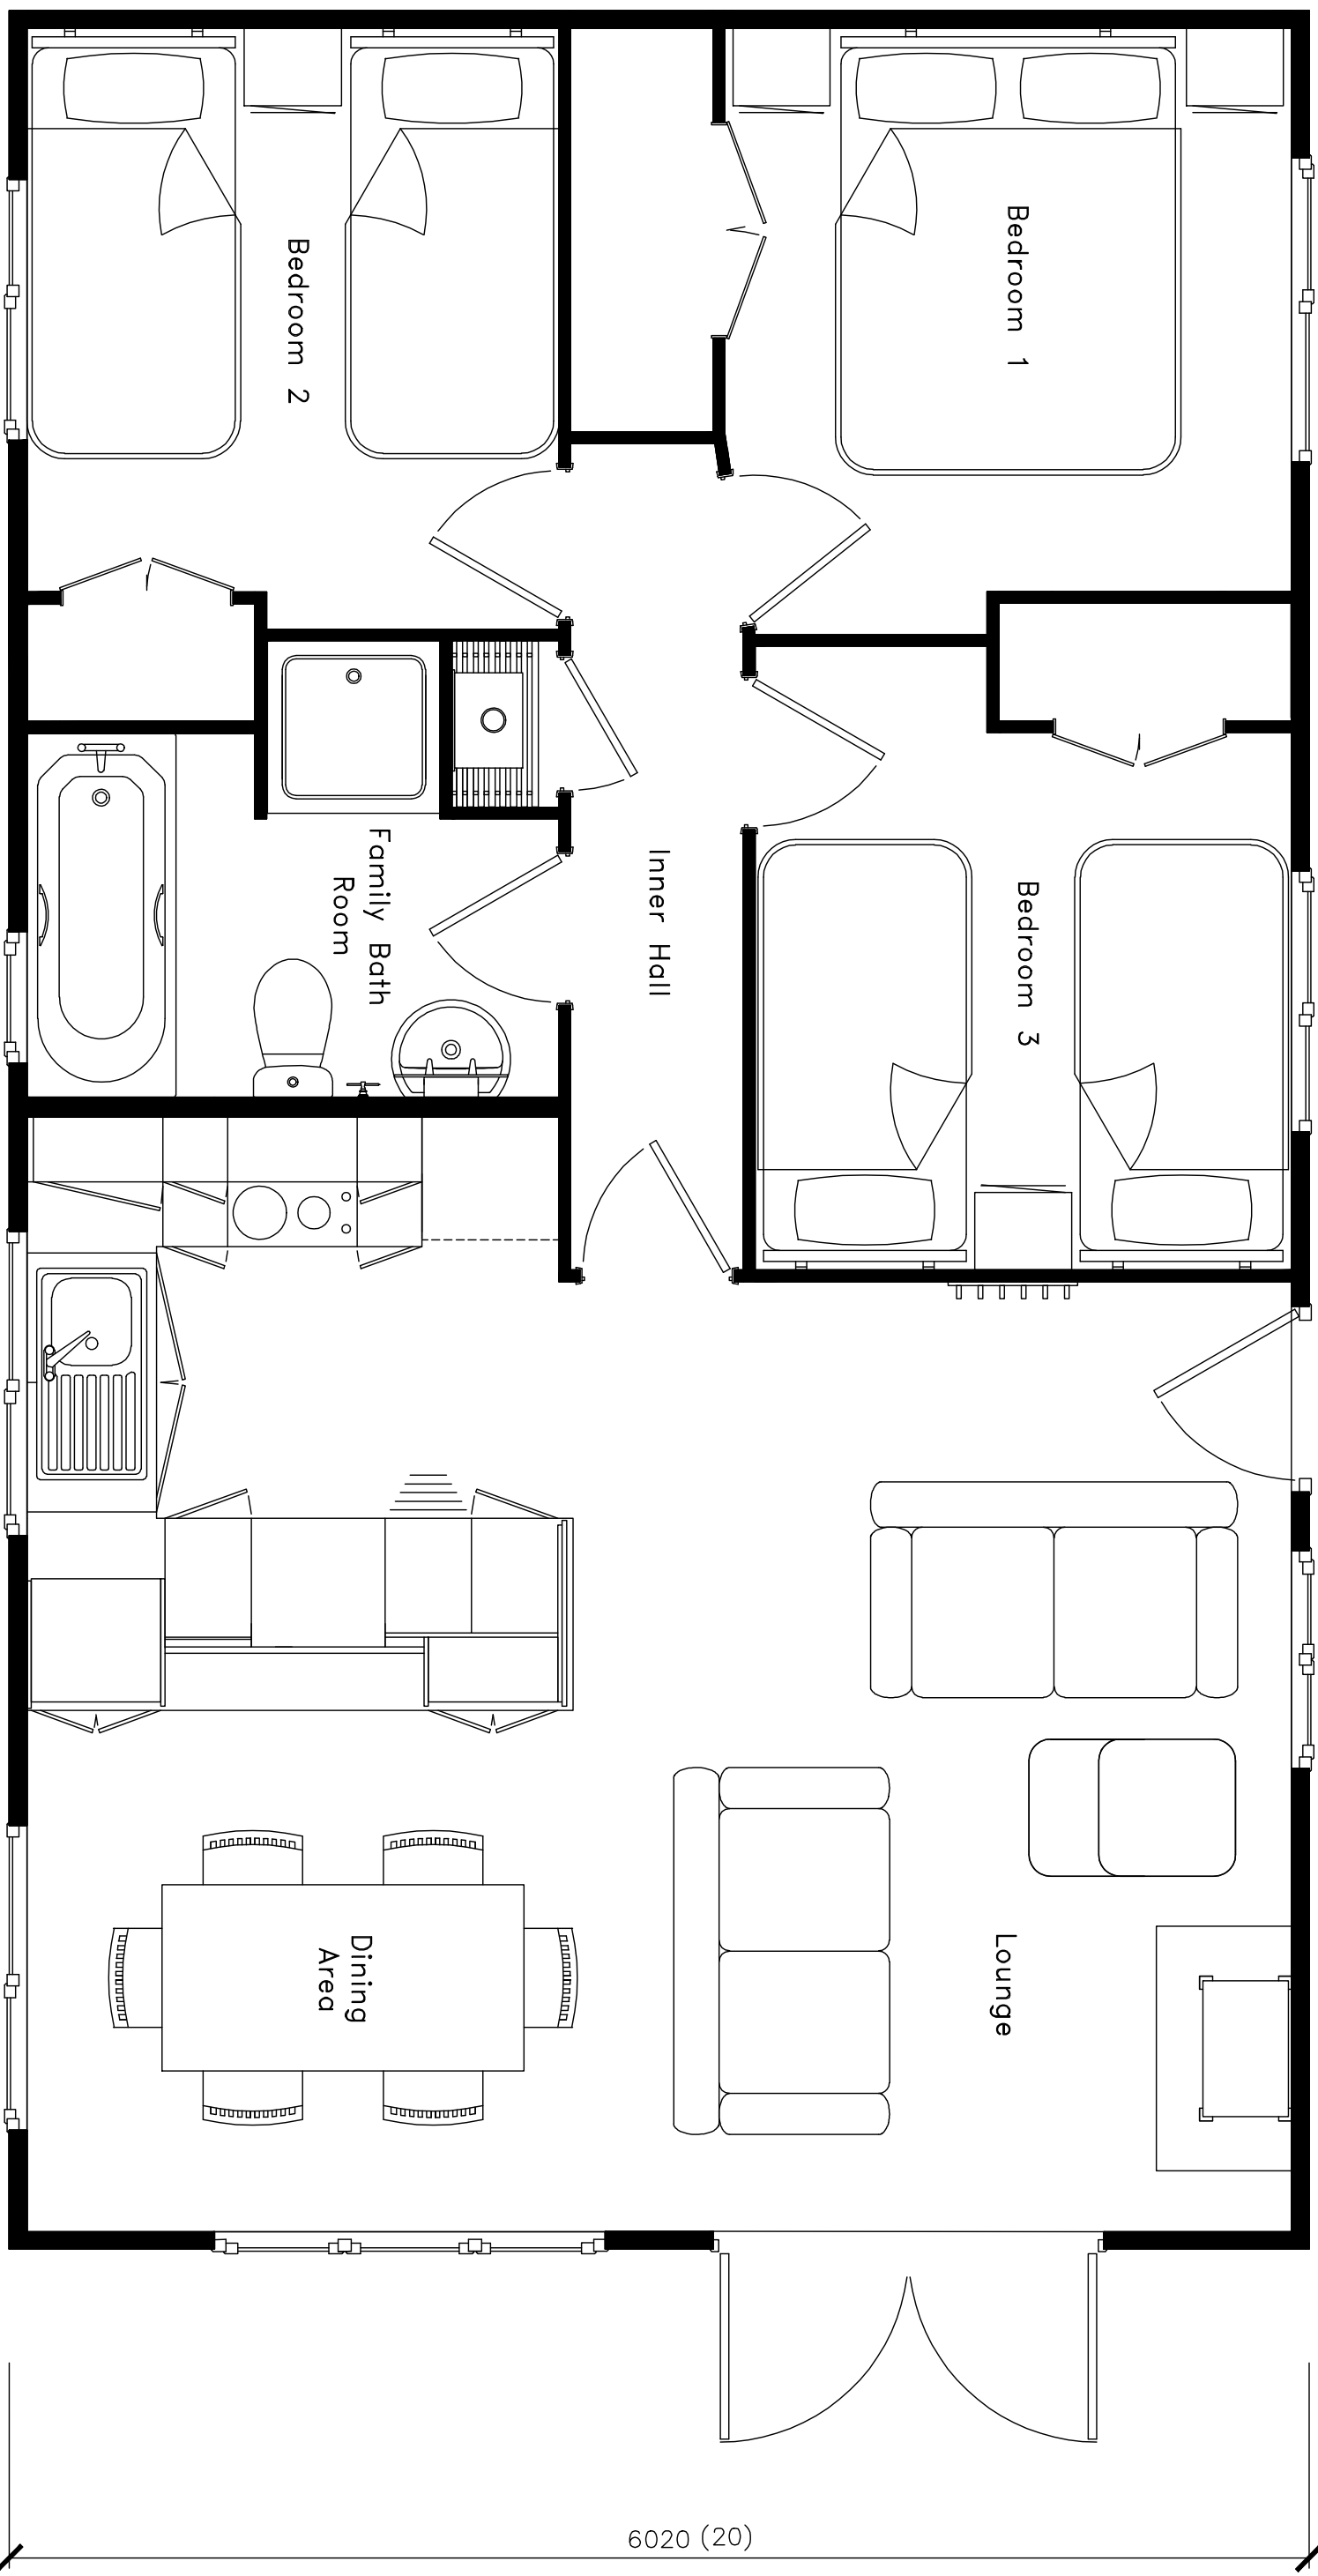 Bedroom 1
Bedroom 2
Bedroom 3
Inner Hall
Family Bath
Room
Lounge
Dining
Area
6020 (20)